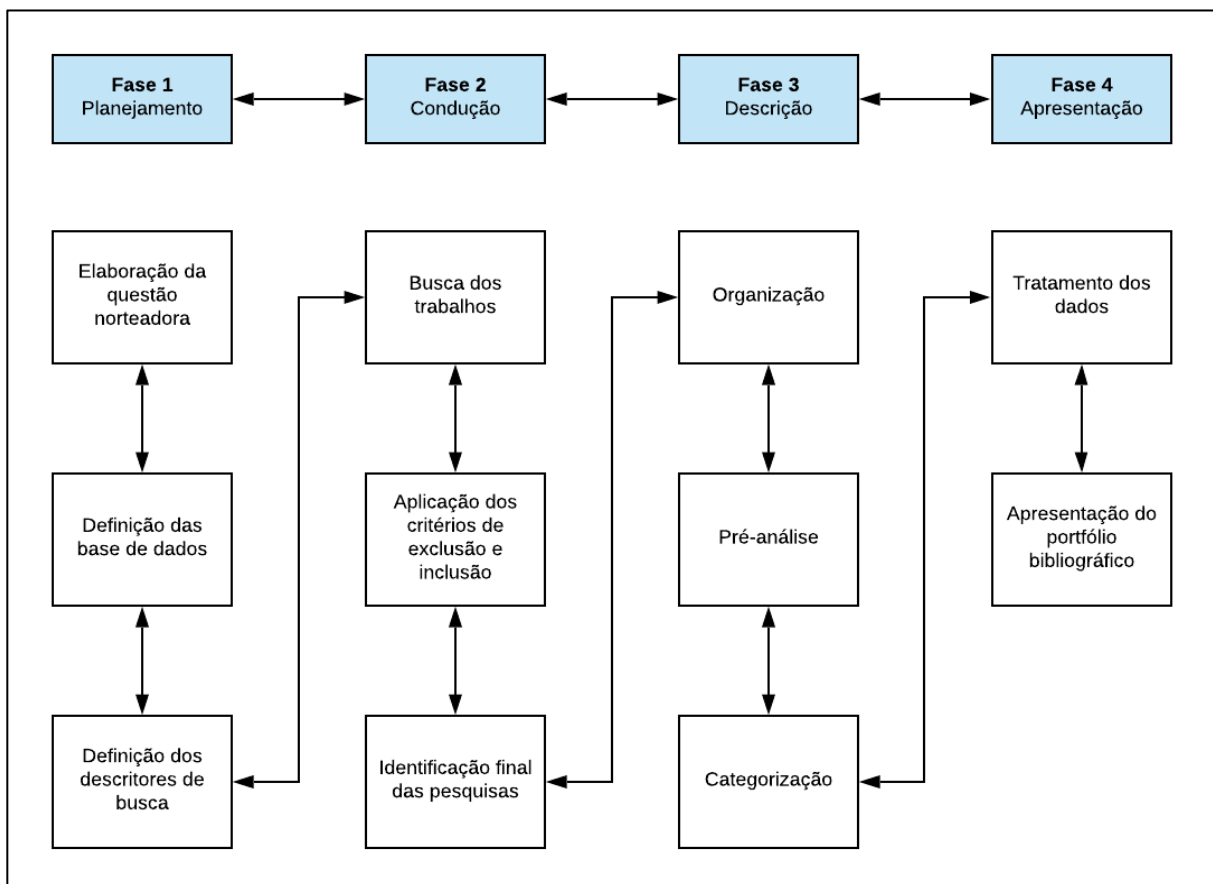 Fase 1
Planejamento
Fase 2
Condução
Fase 3
Descrição
Fase 4
Apresentação
Elaboração da
questão
norteadora
Busca dos
trabalhos
Organização
Tratamento dos
dados
Definição das
base de dados
Aplicação dos
critérios de
exclusão e
inclusão
Pré-análise
Apresentação do
portfólio
bibliográfico
Definição dos
descritores de
busca
Identificação final
das pesquisas
Categorização